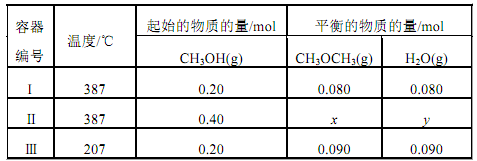 容器编号 温度/℃ 起始的物质的量/mol 平衡的物质的量/mol
CH₃OH(g) CH₃OCH₃(g) H₂O(g)
Ⅰ 387 0.20 0.080 0.080
Ⅱ 387 0.40 x y
Ⅲ 207 0.20 0.090 0.090